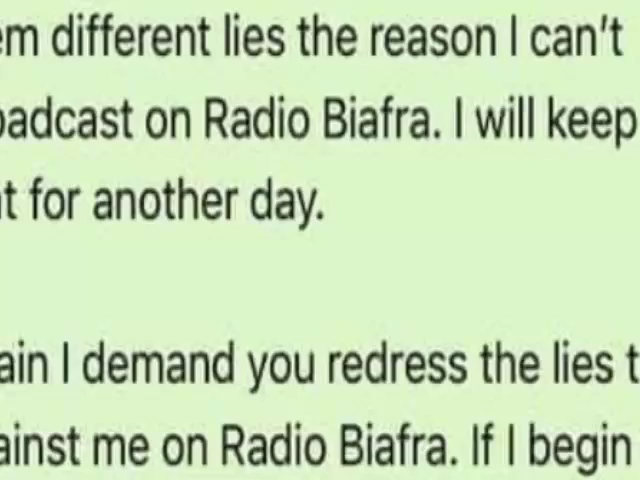 different lies the reason I can't
on Radio Biafra. I will keep
for another day.
I demand you redress the lies
me on Radio Biafra. If I begin